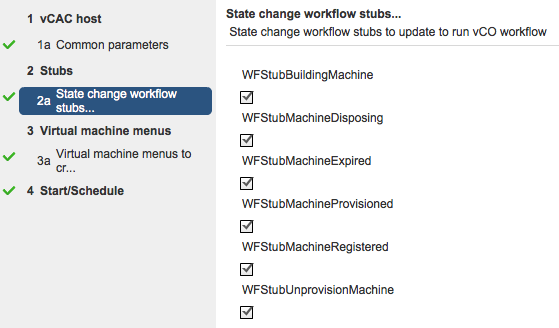 1 vCAC host
1a Common parameters
2 Stubs
2a State change workflow
stubs...
3 Virtual machine menus
3a Virtual machine menus to
cr...
4 Start/Schedule
State change workflow stubs...
State change workflow stubs to update to run vCO workflow
WFStubBuildingMachine
WFStubMachineDisposing
WFStubMachineExpired
WFStubMachineProvisioned
WFStubMachineRegistered
WFStubUnprovisionMachine